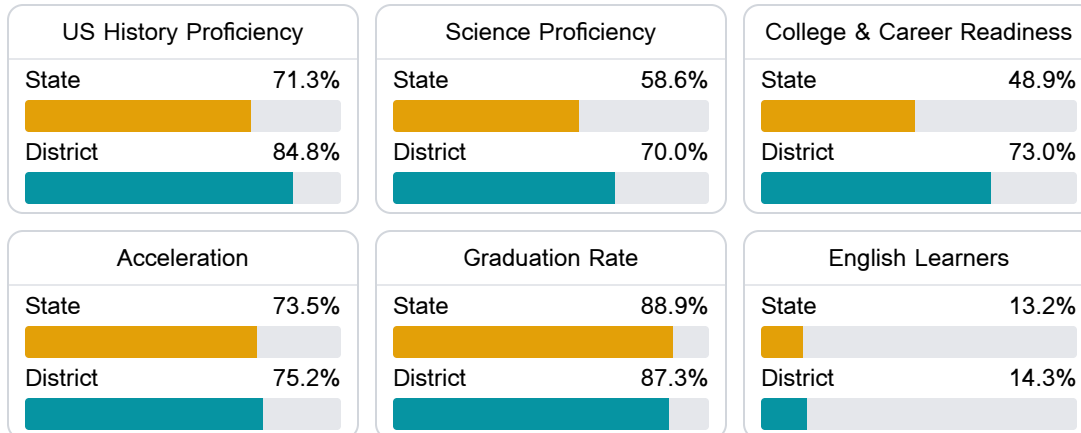 US History Proficiency
State 71.3%
District 84.8%
Science Proficiency
State 58.6%
District 70.0%
College & Career Readiness
State 48.9%
District 73.0%
Acceleration
State 73.5%
District 75.2%
Graduation Rate
State 88.9%
District 87.3%
English Learners
State 13.2%
District 14.3%